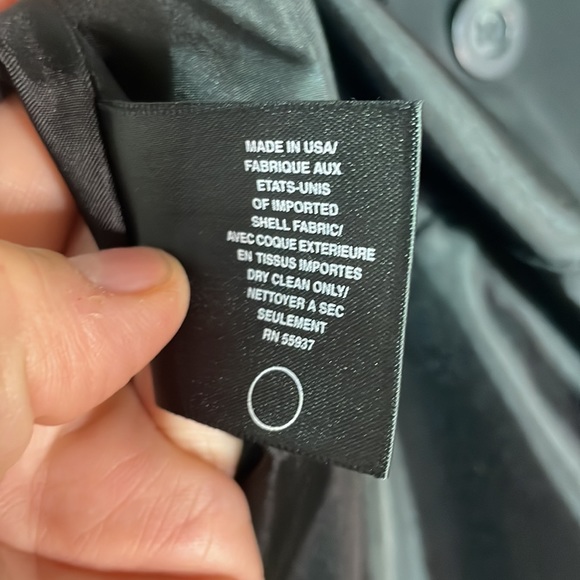 MADE IN USA/
FABRIQUE AUX
ETATS-UNIS
OF IMPORTED
SHELL FABRIC/
AVEC COQUE EXTERIEURE
EN TISSUS IMPORTES
DRY CLEAN ONLY/
NETTOYER A SEC
SEULEMENT
RN 55937